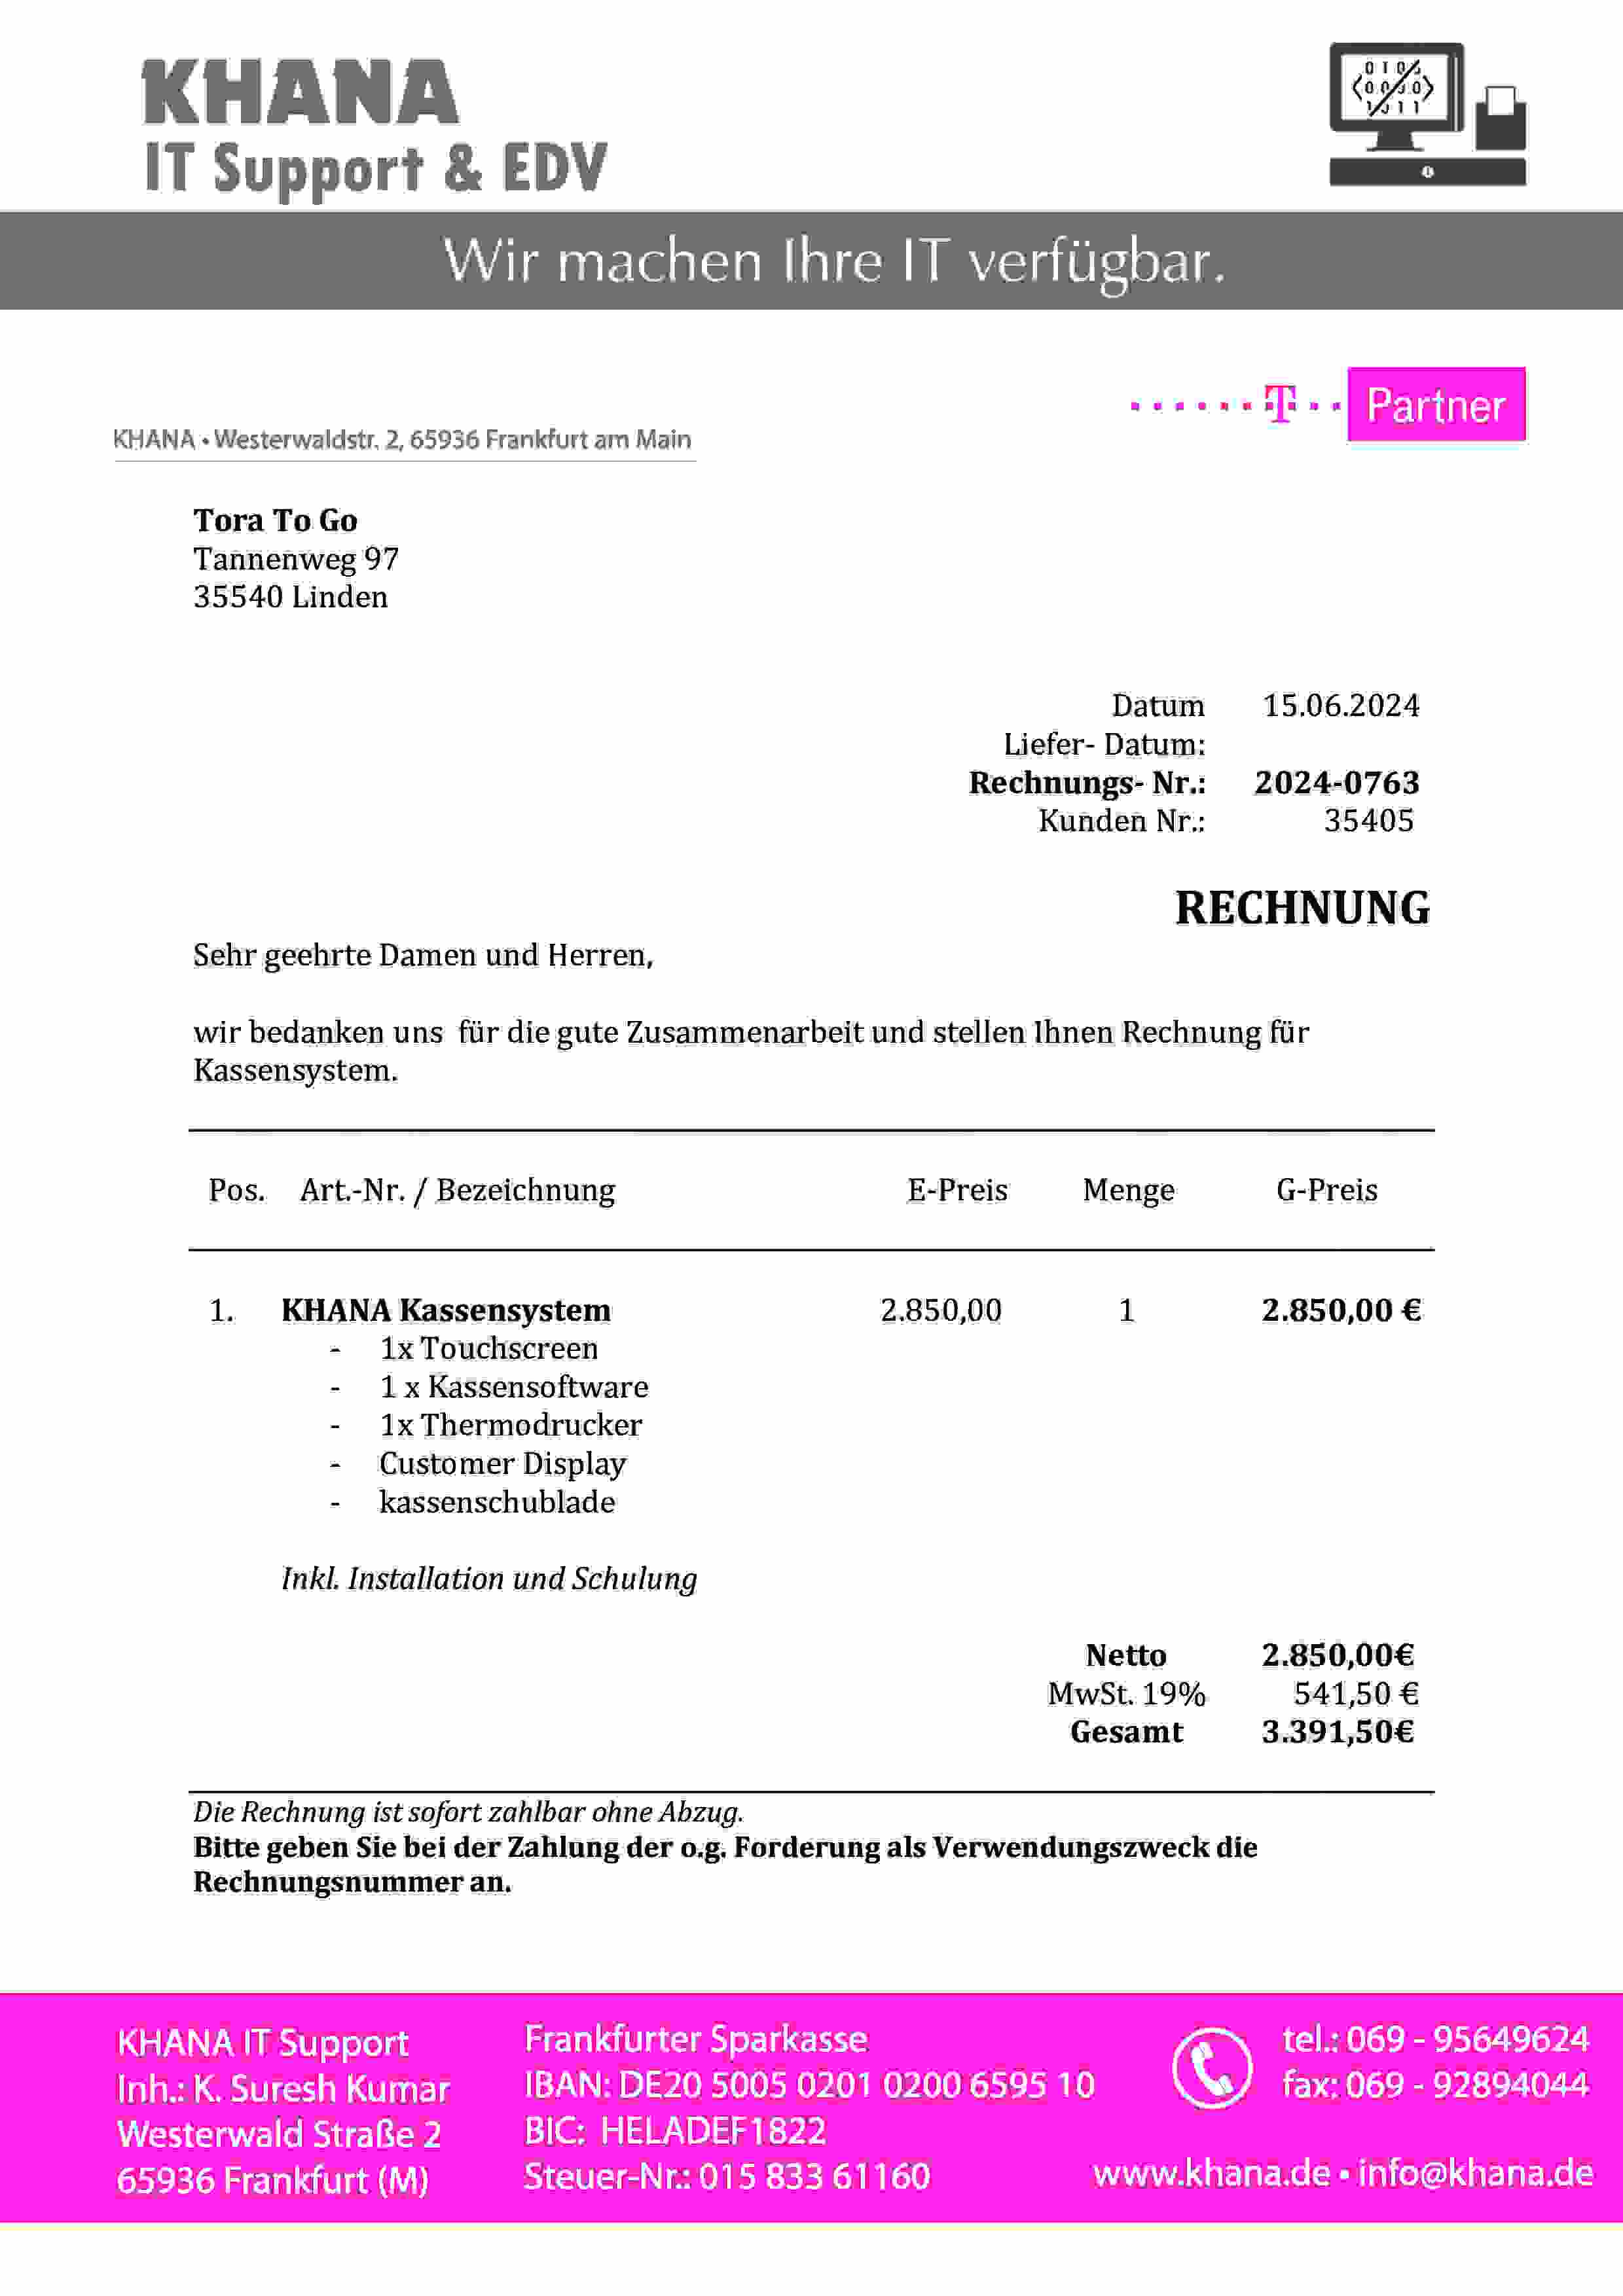 KHANA
IT Support & EDV
Wir machen Ihre IT verfügbar.
T Partner
KHANA • Westerwaldstr. 2, 65936 Frankfurt am Main
Tora To Go
Tannenweg 97
35540 Linden
Datum 15.06.2024
Liefer- Datum:
Rechnungs- Nr.: 2024-0763
Kunden Nr.: 35405
RECHNUNG
Sehr geehrte Damen und Herren,
wir bedanken uns für die gute Zusammenarbeit und stellen Ihnen Rechnung für
Kassensystem.
Pos. Art.-Nr. / Bezeichnung E-Preis Menge G-Preis
1. KHANA Kassensystem 2.850,00 1 2.850,00 €
- 1x Touchscreen
- 1 x Kassensoftware
- 1x Thermodrucker
- Customer Display
- kassenschublade
Inkl. Installation und Schulung
Netto 2.850,00€
MwSt. 19% 541,50 €
Gesamt 3.391,50€
Die Rechnung ist sofort zahlbar ohne Abzug.
Bitte geben Sie bei der Zahlung der o.g. Forderung als Verwendungszweck die
Rechnungsnummer an.
KHANA IT Support
Inh.: K. Suresh Kumar
Westerwald Straße 2
65936 Frankfurt (M)
Frankfurter Sparkasse
IBAN: DE20 5005 0201 0200 6595 10
BIC: HELADEF1822
Steuer-Nr.: 015 833 61160
tel.: 069 - 95649624
fax: 069 - 92894044
www.khana.de • info@khana.de